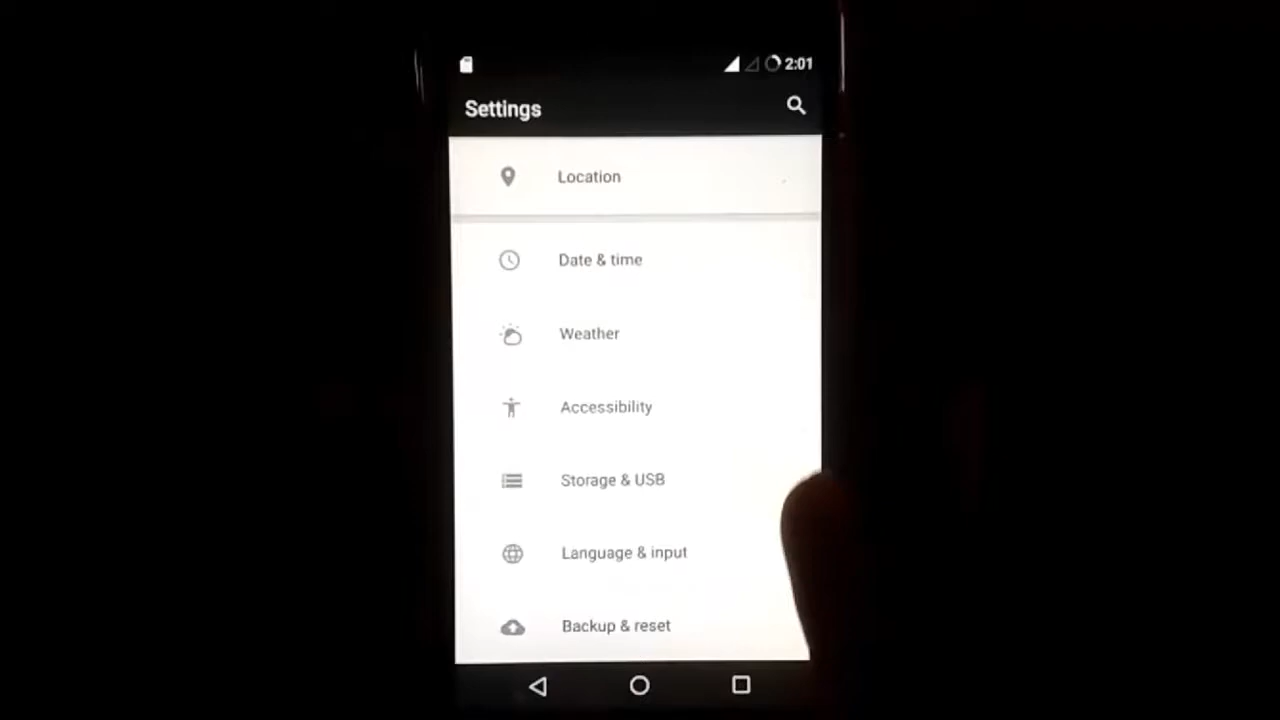 2:01
Settings
Location
Date & time
Weather
Accessibility
Storage & USB
Language & input
Backup & reset